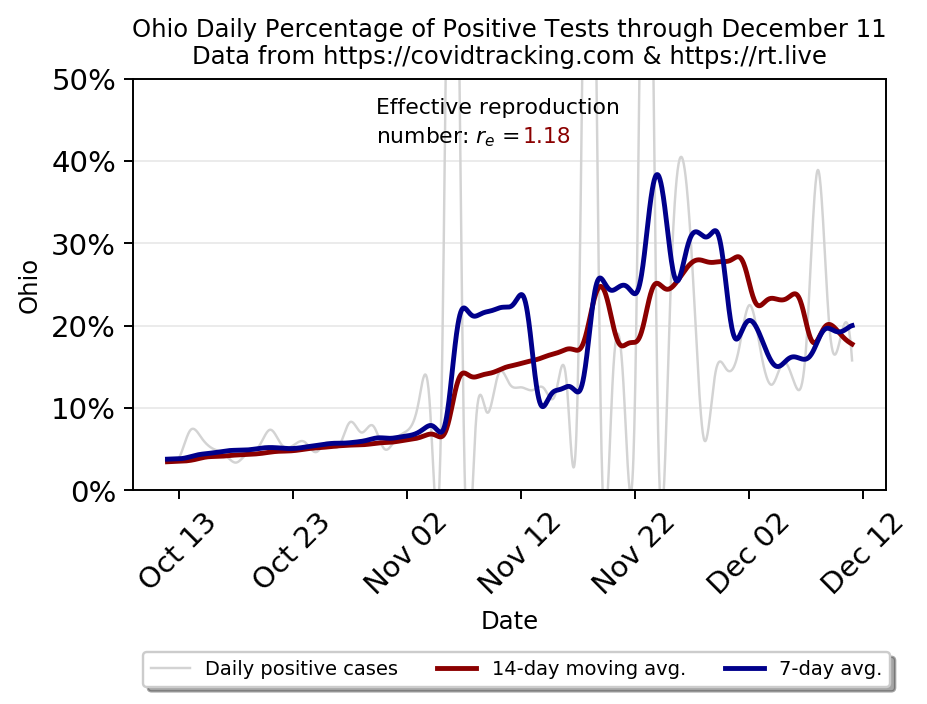 Ohio Daily Percentage of Positive Tests through December 11
Data from https://covidtracking.com & https://rt.live
50%
40%
30%
20%
10%
0%
Ohio
Effective reproduction
number: rₑ =1.18
Oct 13
Oct 23
Nov 02
Nov 12
Nov 22
Dec 02
Dec 12
Date
Daily positive cases
14-day moving avg.
7-day avg.